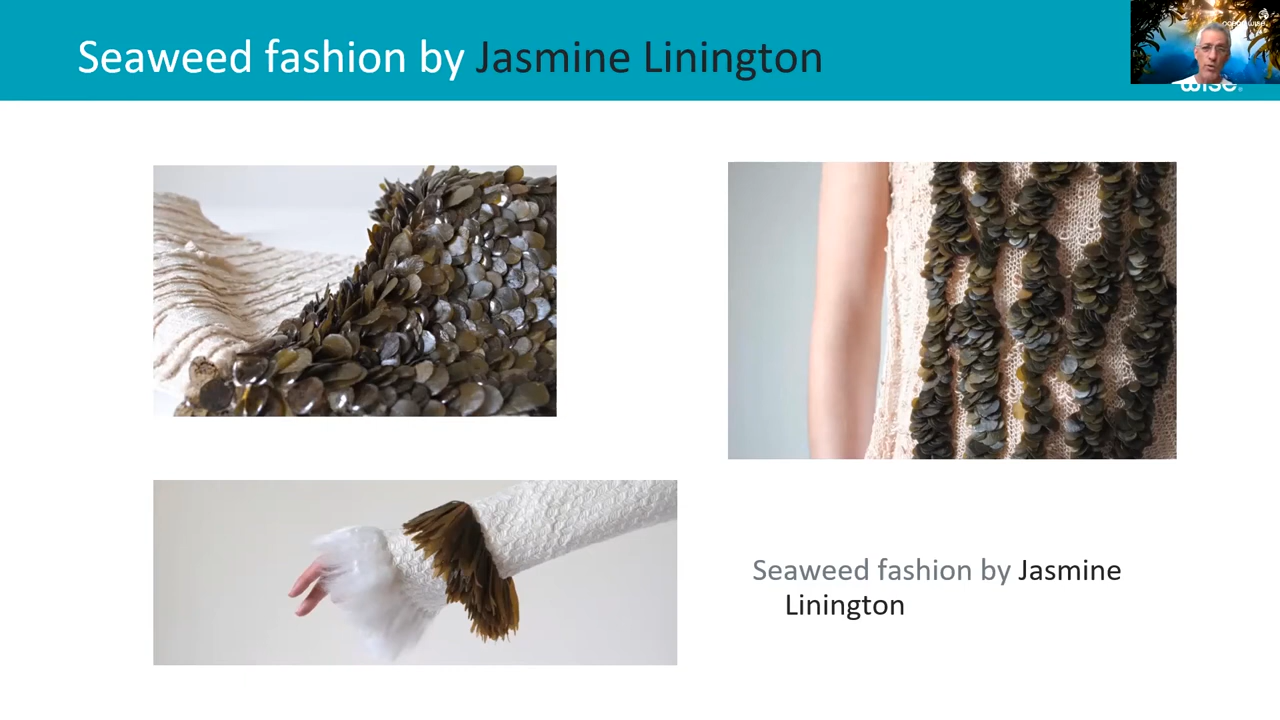 Seaweed fashion by Jasmine Linington
wise
Seaweed fashion by Jasmine
Linington